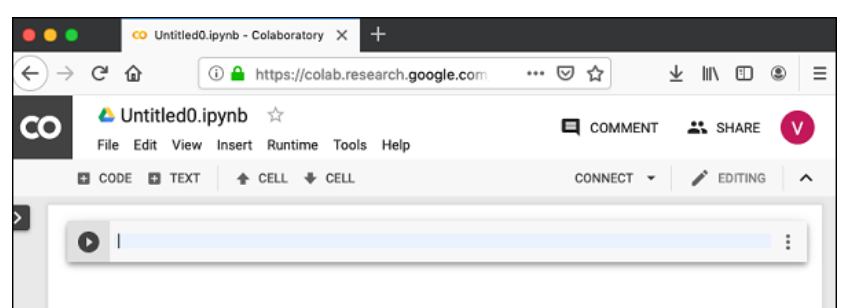 Untitled0.ipynb - Colaboratory
https://colab.research.google.com
CO Untitled0.ipynb
COMMENT SHARE V
File Edit View Insert Runtime Tools Help
CODE TEXT CELL CELL CONNECT EDITING